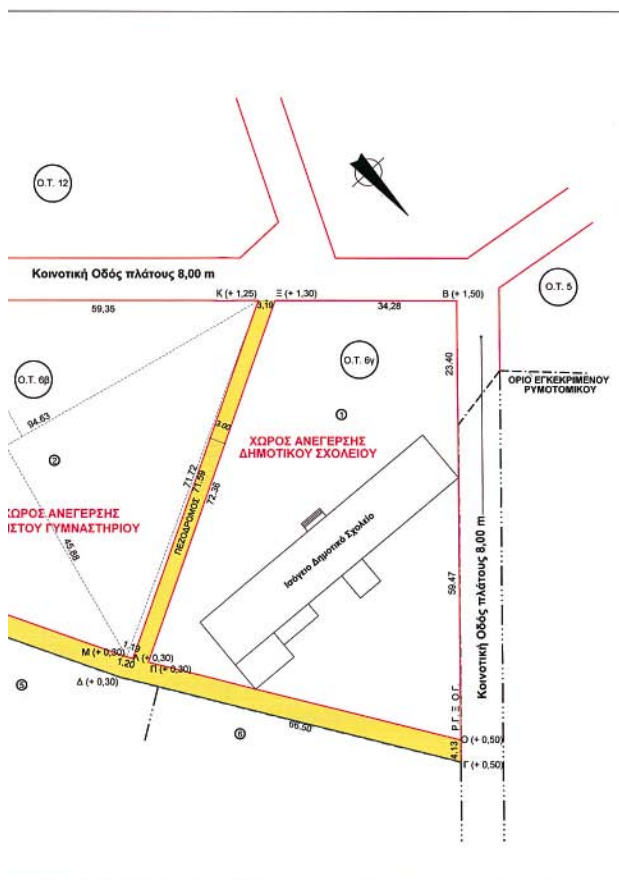 Ο.Τ. 12
Κοινοτική Οδός πλάτους 8,00 m
Ο.Τ. 5
59,35
Κ (+ 1,25)
3,10
Ξ (+ 1,30)
34,28
Β (+ 1,50)
Ο.Τ. 6β
Ο.Τ. 6γ
23.40
ΟΡΙΟ ΕΓΚΕΚΡΙΜΕΝΟΥ
ΡΥΜΟΤΟΜΙΚΟΥ
94.63
1
3.00
ΧΩΡΟΣ ΑΝΕΓΕΡΣΗΣ
ΔΗΜΟΤΙΚΟΥ ΣΧΟΛΕΙΟΥ
2
71.72
71.59
72,36
ΠΕΖΟΔΡΟΜΟΣ
ΧΩΡΟΣ ΑΝΕΓΕΡΣΗΣ
ΙΣΤΟΥ ΓΥΜΝΑΣΤΗΡΙΟΥ
45.88
Ισόγειο Δημοτικό Σχολείο
59.47
Κοινοτική Οδός πλάτους 8,00 m
Μ (+ 0,30)
1.19
1.20
Λ (+ 0,30)
Π (+ 0,30)
Δ (+ 0,30)
5
6
66.50
Ρ Γ Ξ Ο Γ
Ο (+ 0,50)
4.13
Γ (+ 0,50)